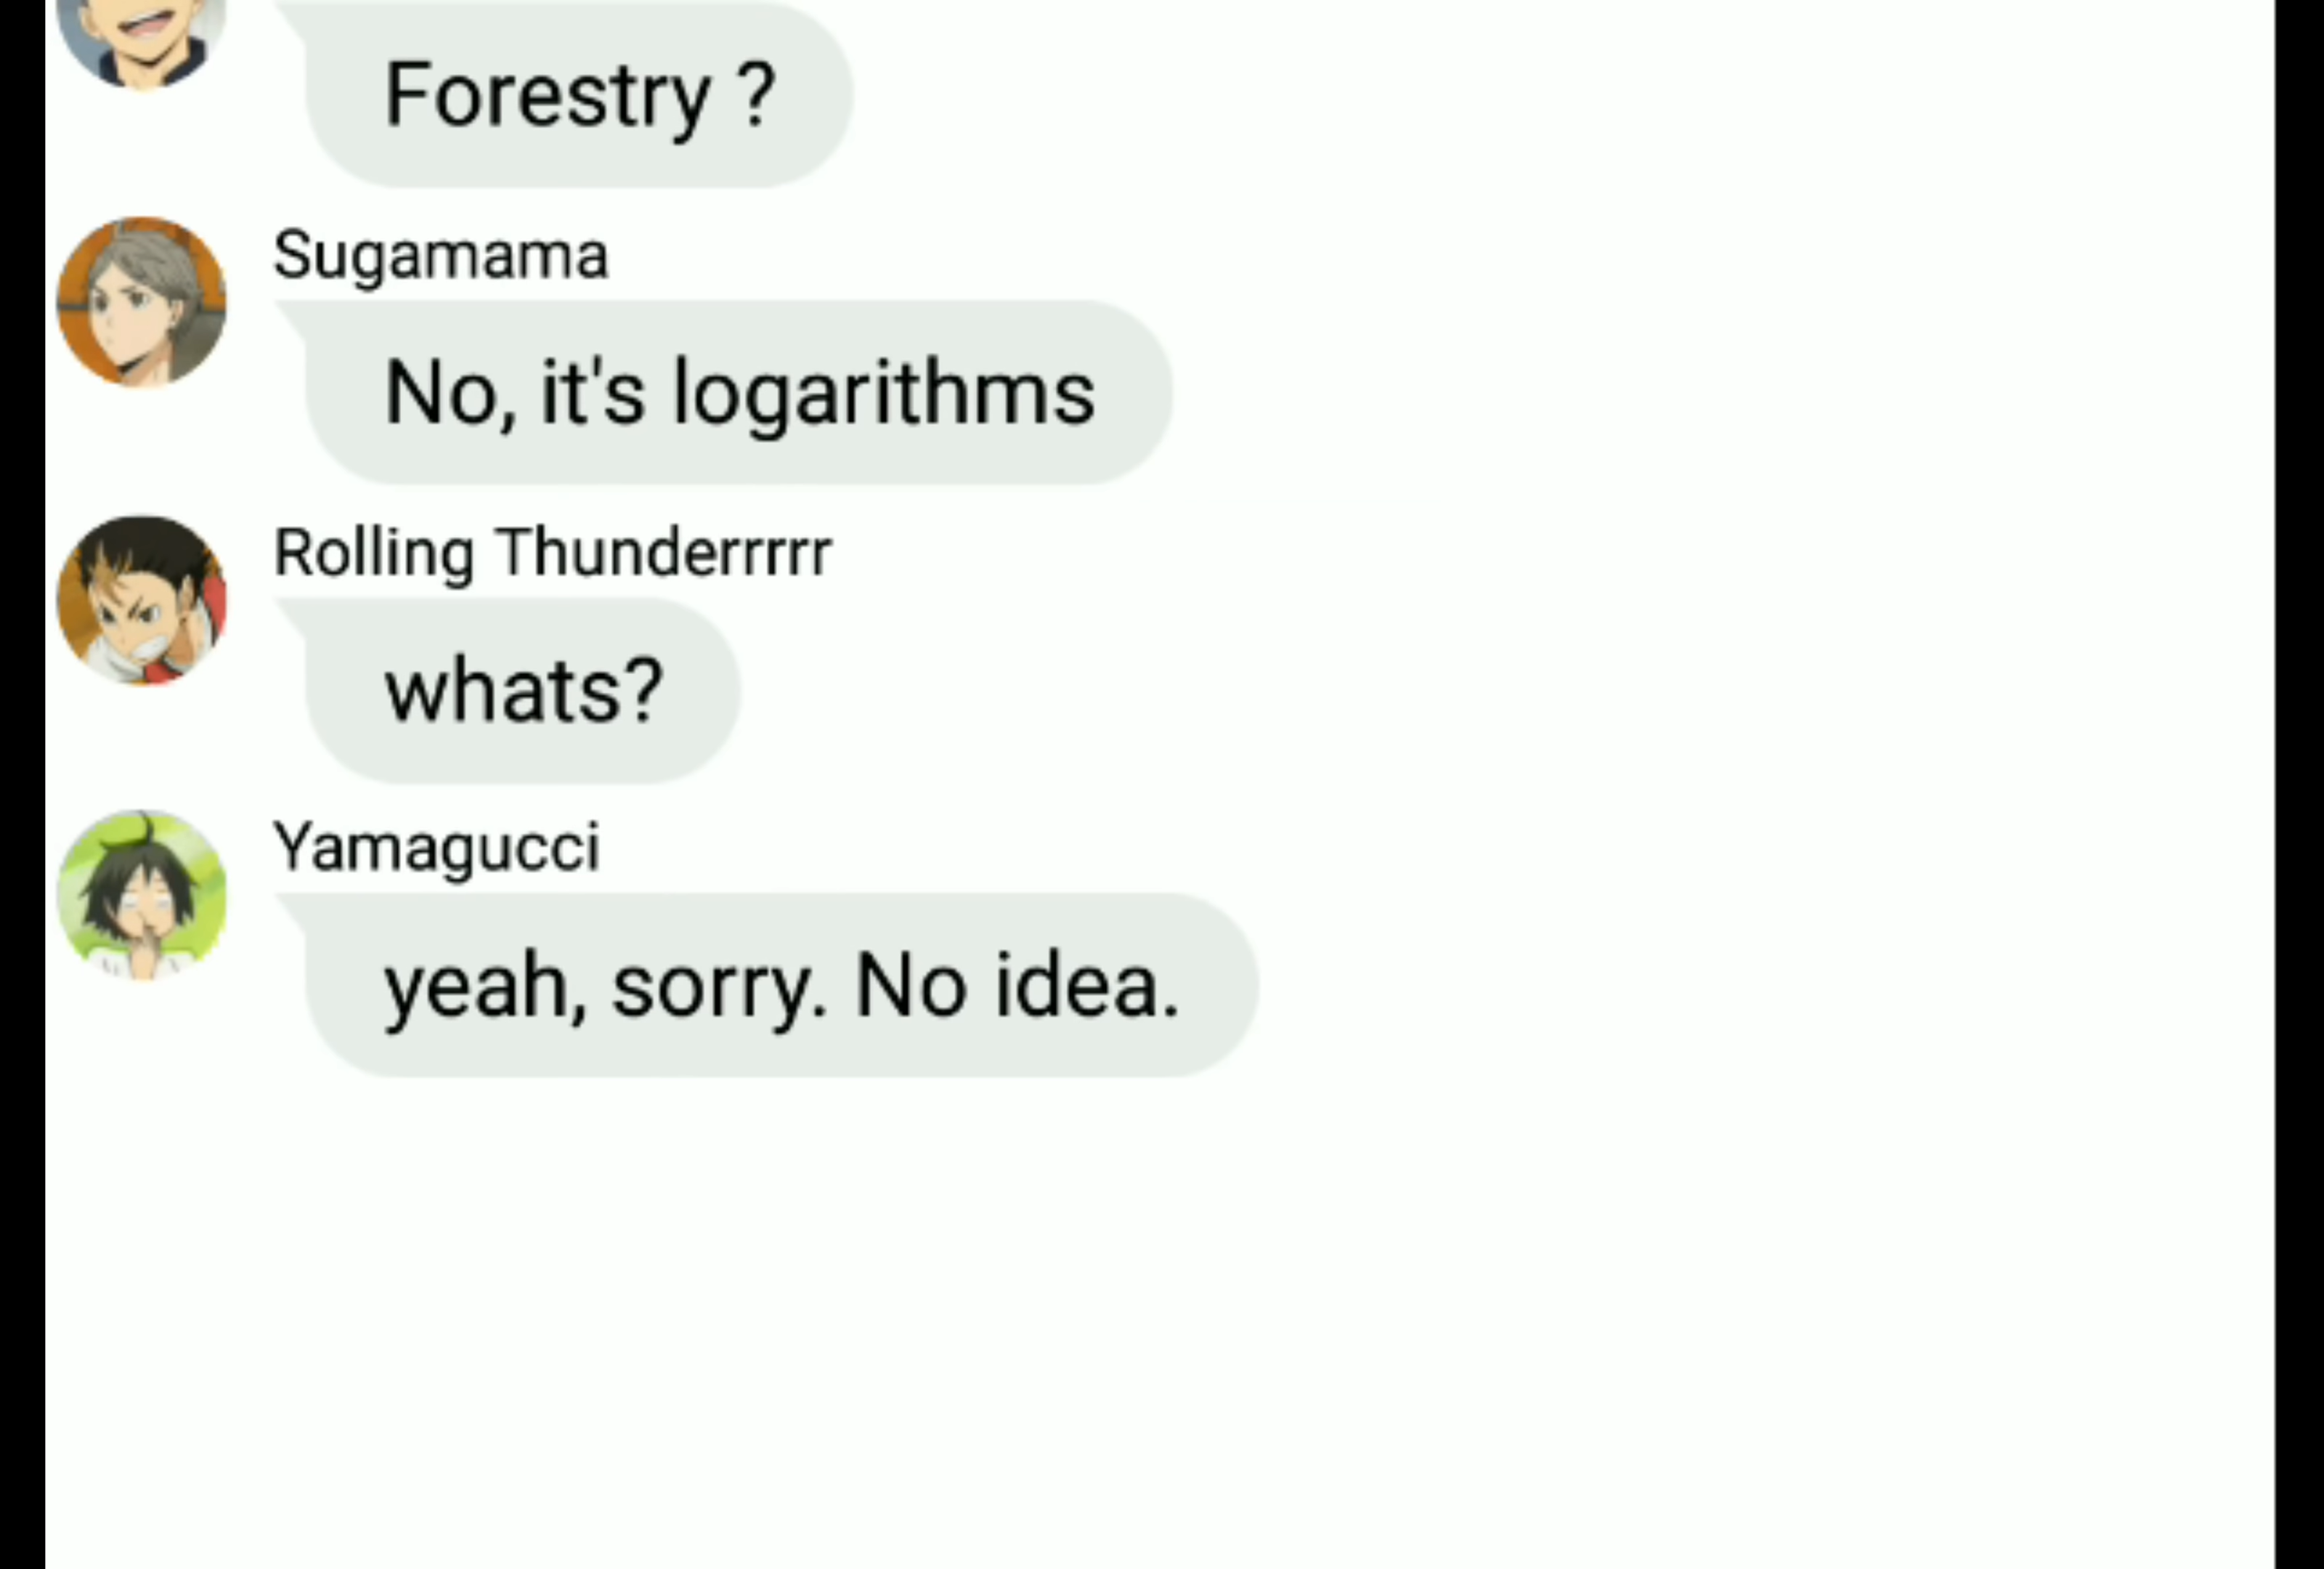 Forestry ?
Sugamama
No, it's logarithms
Rolling Thunderrrrr
whats?
Yamagucci
yeah, sorry. No idea.